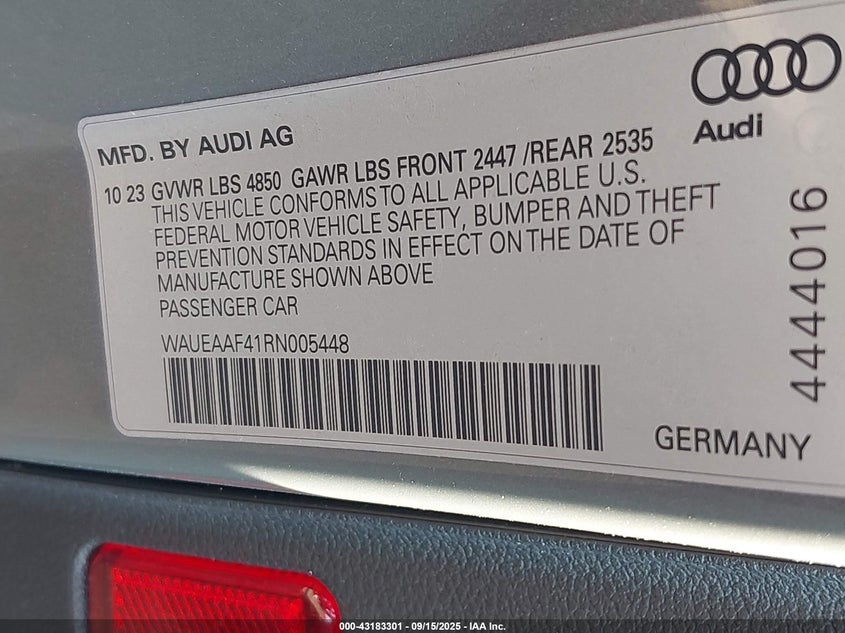 Audi
MFD. BY AUDI AG
10 23 GVWR LBS 4850 GAWR LBS FRONT 2447 /REAR 2535
THIS VEHICLE CONFORMS TO ALL APPLICABLE U.S.
FEDERAL MOTOR VEHICLE SAFETY, BUMPER AND THEFT
PREVENTION STANDARDS IN EFFECT ON THE DATE OF
MANUFACTURE SHOWN ABOVE
PASSENGER CAR
WAUEAAF41RN005448
GERMANY
4444016
000-43183301 - 09/15/2025 - IAA Inc.